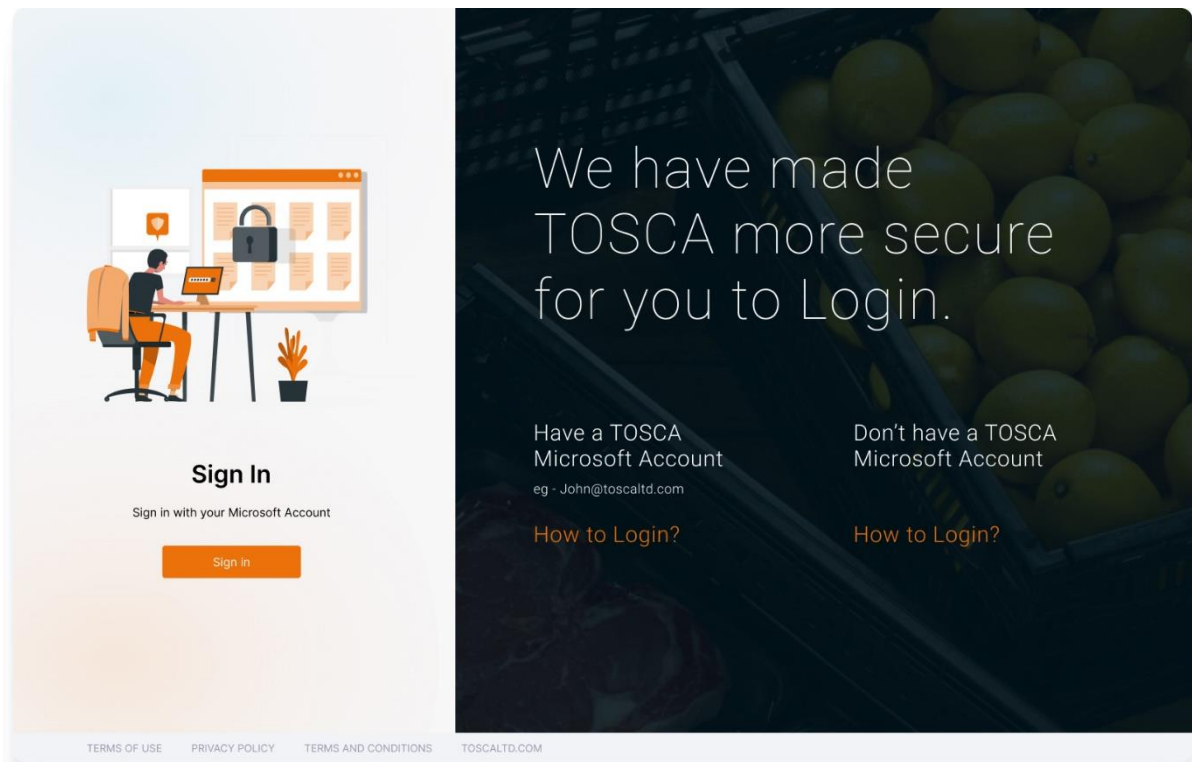 We have made
TOSCA more secure
for you to Login.
Have a TOSCA
Microsoft Account
eg - John@toscaltd.com
How to Login?
Don't have a TOSCA
Microsoft Account
How to Login?
Sign In
Sign in with your Microsoft Account
Sign in
TERMS OF USE PRIVACY POLICY TERMS AND CONDITIONS TOSCALTD.COM